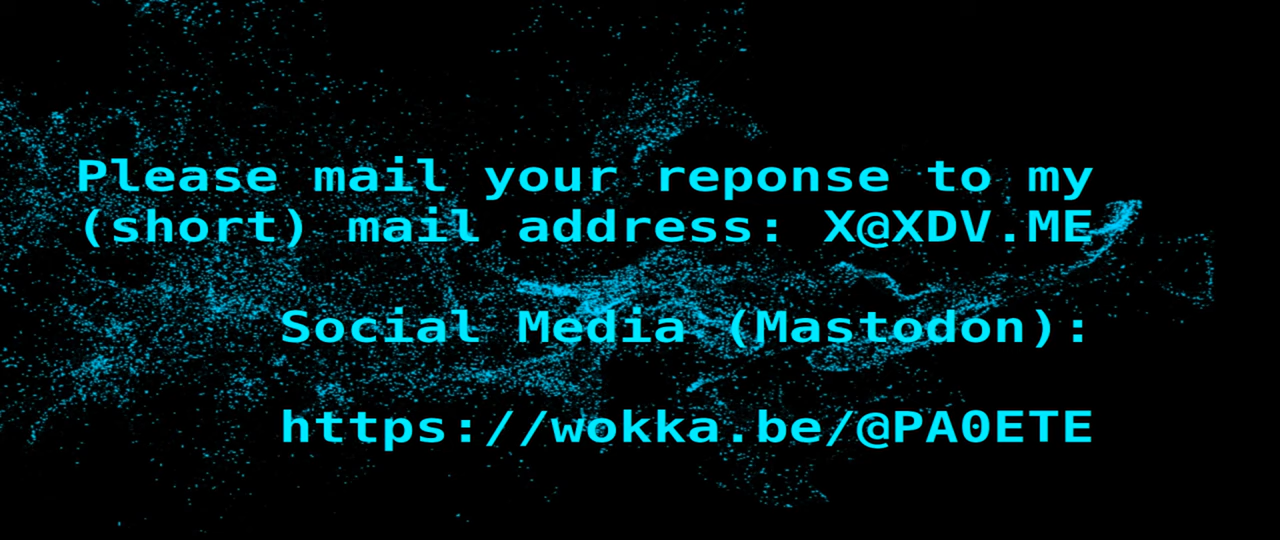 Please mail your reponse to my
(short) mail address: X@XDV.ME
Social Media (Mastodon):
https://wokka.be/@PA0ETE